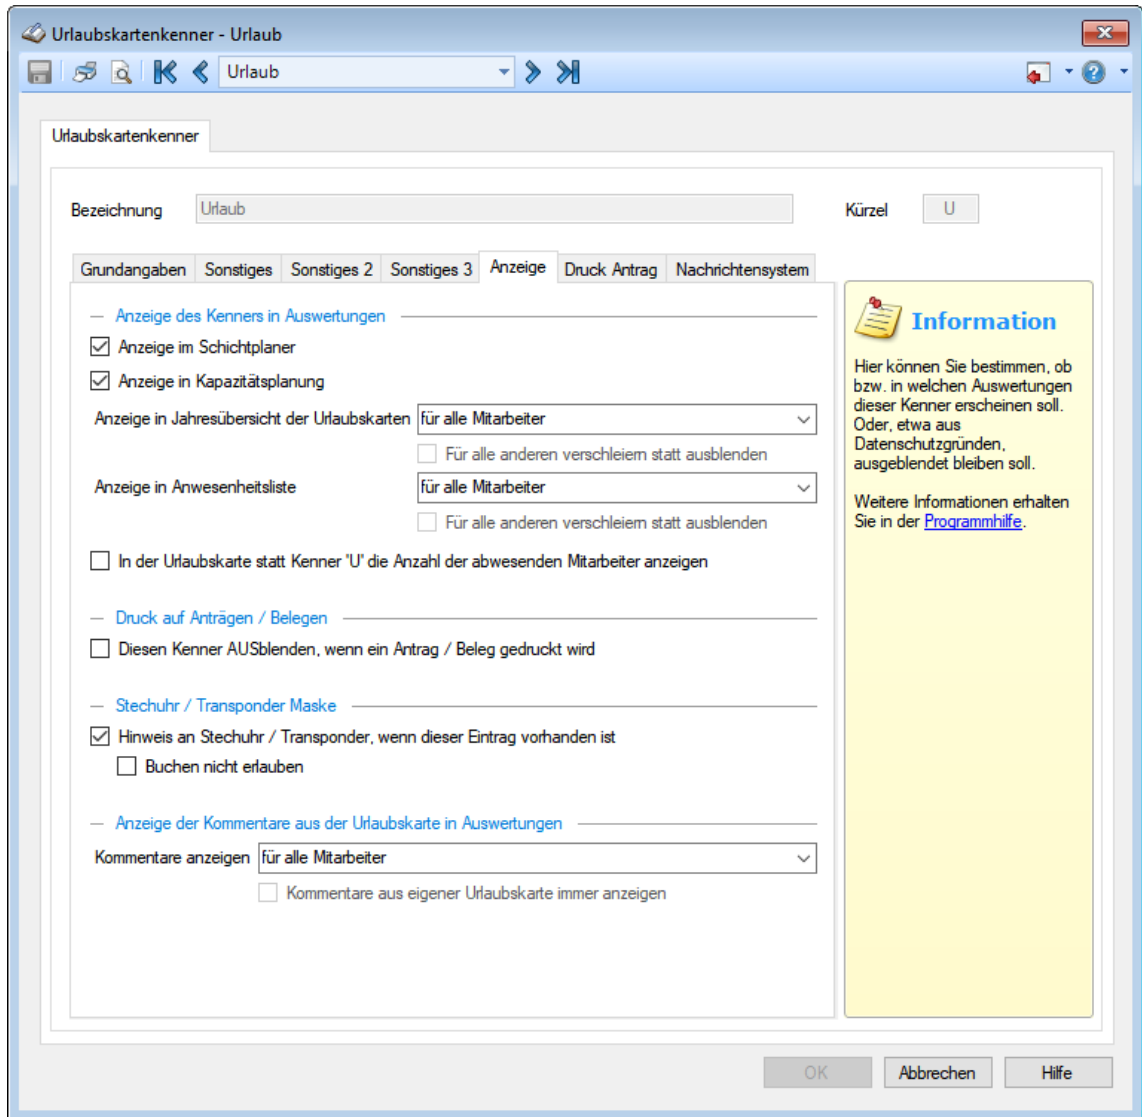 Urlaubskartenkenner - Urlaub
Urlaub
Urlaubskartenkenner
Bezeichnung Urlaub Kürzel U
Grundangaben Sonstiges Sonstiges 2 Sonstiges 3 Anzeige Druck Antrag Nachrichtensystem
Anzeige des Kenners in Auswertungen
Anzeige im Schichtplaner
Anzeige in Kapazitätsplanung
Anzeige in Jahresübersicht der Urlaubskarten für alle Mitarbeiter
Für alle anderen verschleiern statt ausblenden
Anzeige in Anwesenheitsliste für alle Mitarbeiter
Für alle anderen verschleiern statt ausblenden
In der Urlaubskarte statt Kenner "U" die Anzahl der abwesenden Mitarbeiter anzeigen
Druck auf Anträgen / Belegen
Diesen Kenner AUSblenden, wenn ein Antrag / Beleg gedruckt wird
Stechuhr / Transponder Maske
Hinweis an Stechuhr / Transponder, wenn dieser Eintrag vorhanden ist
Buchen nicht erlauben
Anzeige der Kommentare aus der Urlaubskarte in Auswertungen
Kommentare anzeigen für alle Mitarbeiter
Kommentare aus eigener Urlaubskarte immer anzeigen
Information
Hier können Sie bestimmen, ob
bzw. in welchen Auswertungen
dieser Kenner erscheinen soll.
Oder, etwa aus
Datenschutzgründen,
ausgeblendet bleiben soll.
Weitere Informationen erhalten
Sie in der Programmhilfe.
OK Abbrechen Hilfe